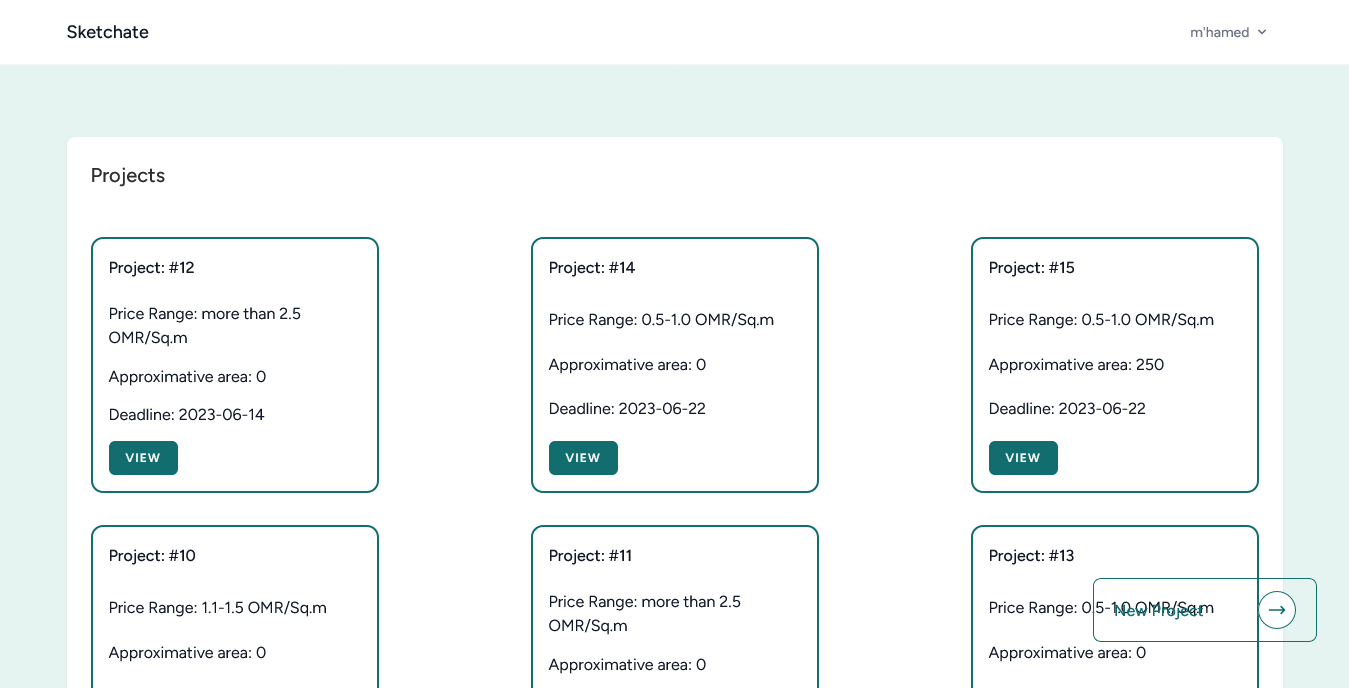 Sketchate
m'hamed
Projects
Project: #12
Price Range: more than 2.5
OMR/Sq.m
Approximative area: 0
Deadline: 2023-06-14
VIEW
Project: #14
Price Range: 0.5-1.0 OMR/Sq.m
Approximative area: 0
Deadline: 2023-06-22
VIEW
Project: #15
Price Range: 0.5-1.0 OMR/Sq.m
Approximative area: 250
Deadline: 2023-06-22
VIEW
Project: #10
Price Range: 1.1-1.5 OMR/Sq.m
Approximative area: 0
Project: #11
Price Range: more than 2.5
OMR/Sq.m
Approximative area: 0
Project: #13
Price Range: 0.5-1.0 OMR/Sq.m
New Project
Approximative area: 0